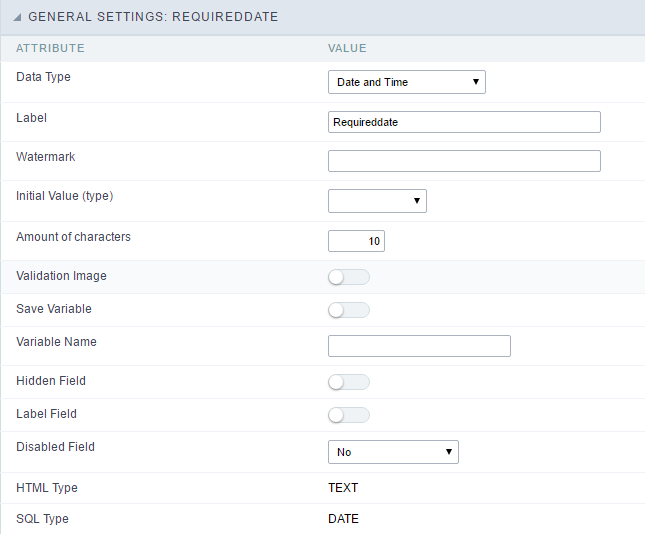 GENERAL SETTINGS: REQUIREDDATE
ATTRIBUTE VALUE
Data Type Date and Time
Label Requireddate
Watermark
Initial Value (type)
Amount of characters 10
Validation Image
Save Variable
Variable Name
Hidden Field
Label Field
Disabled Field No
HTML Type TEXT
SQL Type DATE